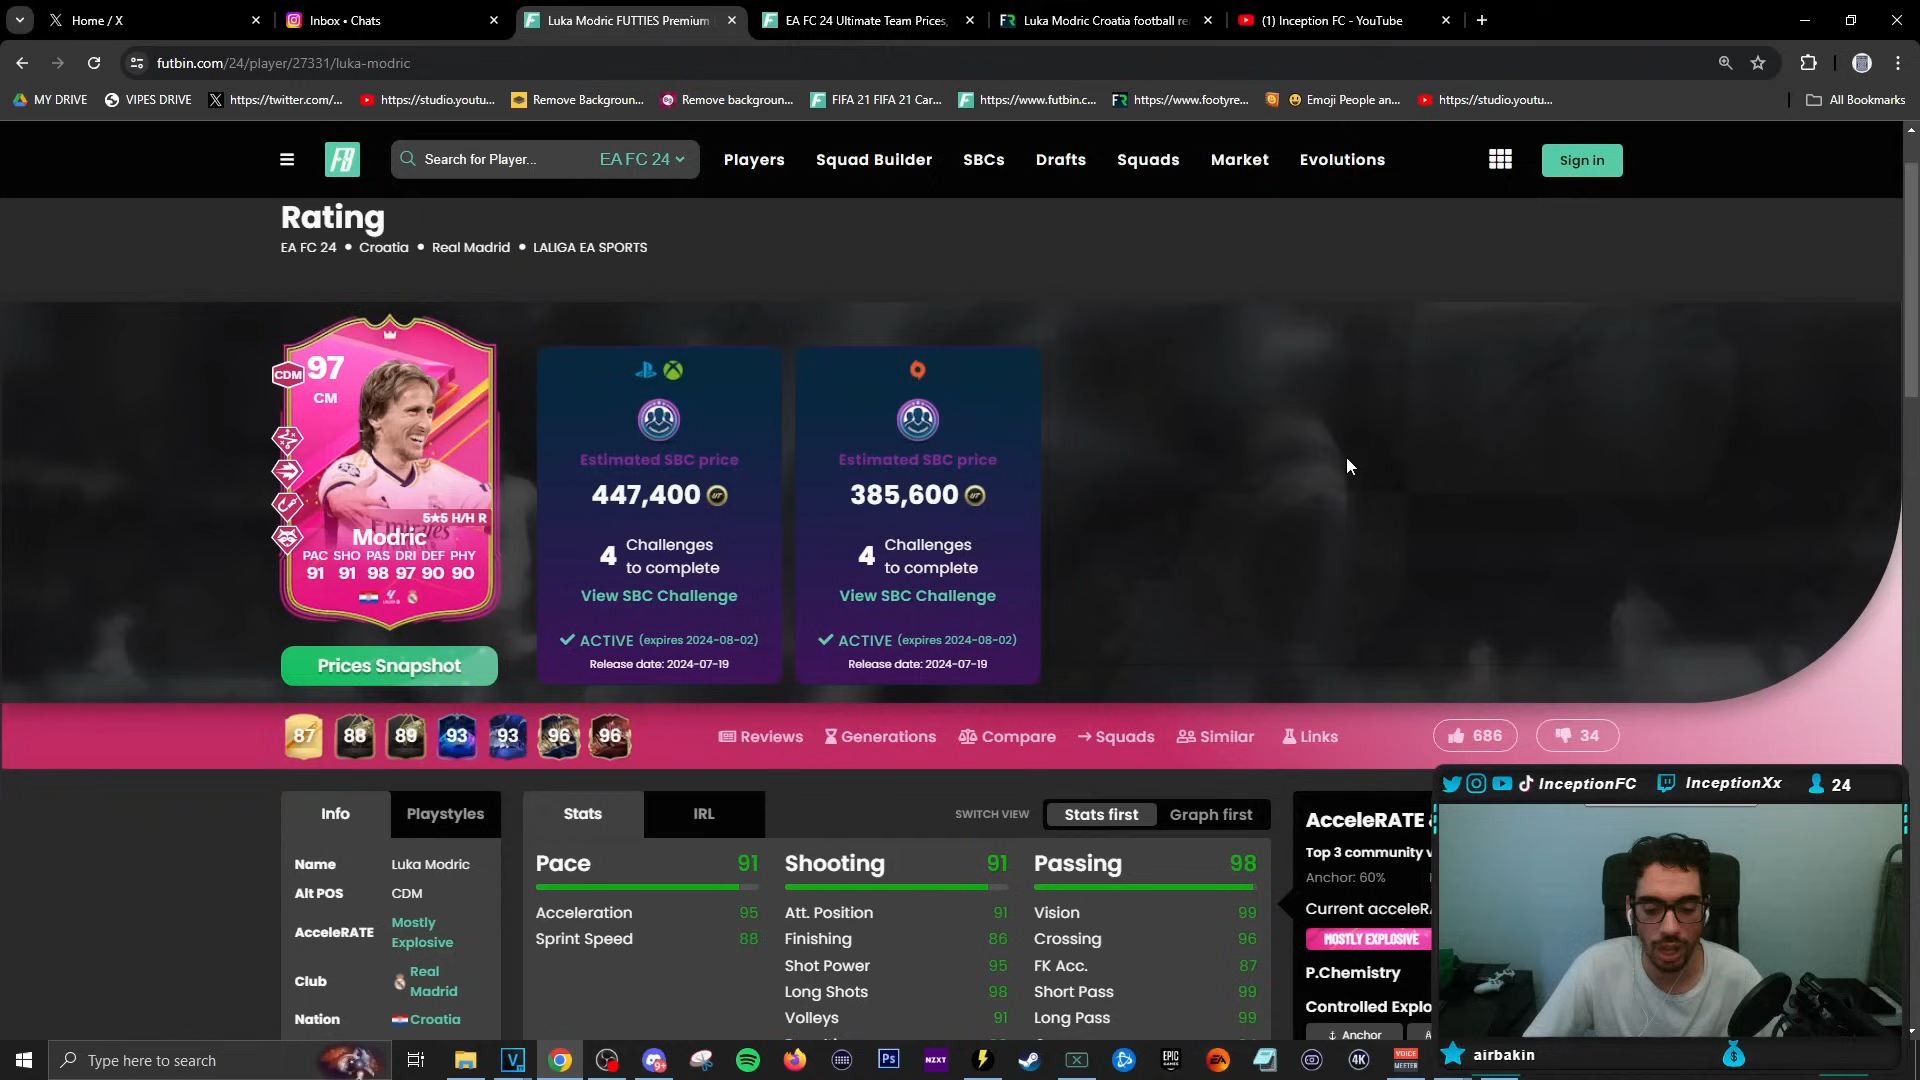 Home / X
Inbox • Chats
Luka Modric FUTTIES Premium
EA FC 24 Ultimate Team Prices,
Luka Modric Croatia football re
(1) Inception FC - YouTube
futbin.com/24/player/27331/luka-modric
MY DRIVE
VIPES DRIVE
https://twitter.com/...
https://studio.youtu...
Remove Backgroun...
Remove backgroun...
FIFA 21 FIFA 21 Car...
https://www.futbin.c...
https://www.footyre...
Emoji People an...
https://studio.youtu...
All Bookmarks
Search for Player...
EA FC 24
Players
Squad Builder
SBCs
Drafts
Squads
Market
Evolutions
Sign in
Rating
EA FC 24 • Croatia • Real Madrid • LALIGA EA SPORTS
CDM 97
CM
5★5 H/H R
Modric
PAC SHO PAS DRI DEF PHY
91 91 98 97 90 90
Prices Snapshot
Estimated SBC price
447,400
4 Challenges
to complete
View SBC Challenge
ACTIVE (expires 2024-08-02)
Release date: 2024-07-19
Estimated SBC price
385,600
4 Challenges
to complete
View SBC Challenge
ACTIVE (expires 2024-08-02)
Release date: 2024-07-19
87 88 89 93 93 96 96
Reviews
Generations
Compare
Squads
Similar
Links
686
34
Info
Playstyles
Name Luka Modric
Alt POS CDM
AcceleRATE Mostly
Explosive
Club Real
Madrid
Nation Croatia
Stats
IRL
SWITCH VIEW
Stats first
Graph first
Pace 91
Acceleration 95
Sprint Speed 88
Shooting 91
Att. Position 91
Finishing 86
Shot Power 95
Long Shots 98
Volleys 91
Passing 98
Vision 99
Crossing 96
FK Acc. 87
Short Pass 99
Long Pass 99
AcceleRATE
Top 3 community v
Anchor: 60%
Current acceleR
MOSTLY EXPLOSIVE
P.Chemistry
Controlled Explo
Anchor
InceptionFC
InceptionXx
24
airbakin
Type here to search